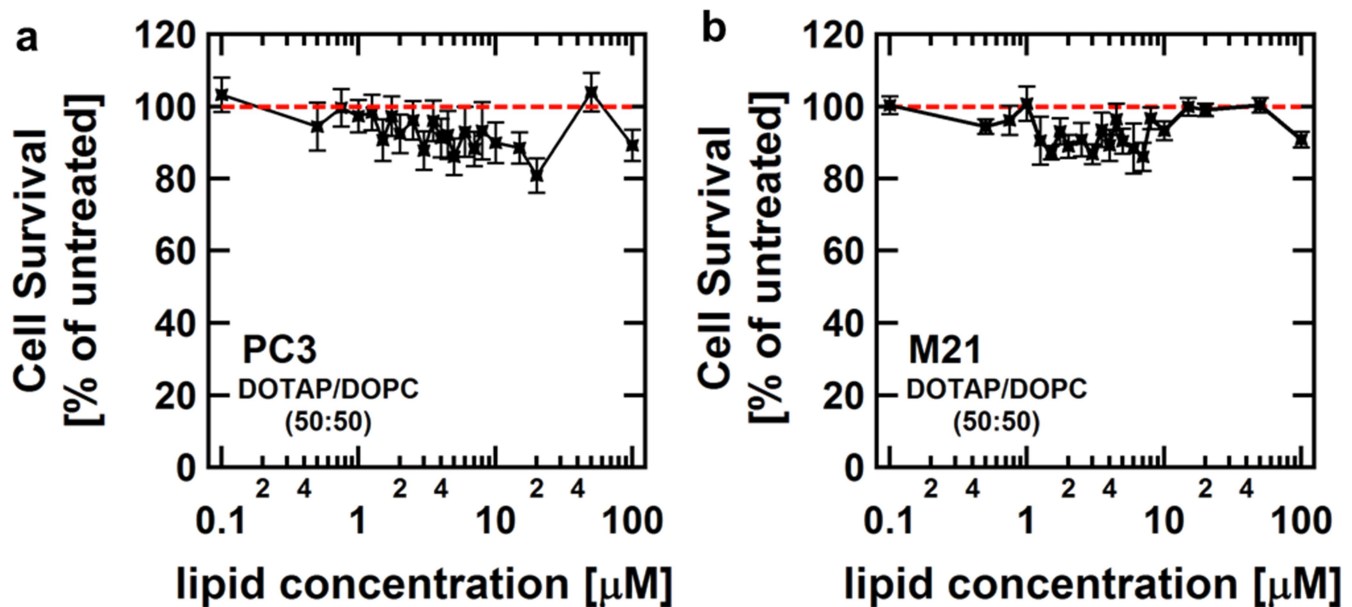 a
120
100
80
60
40
20
0
Cell Survival
[% of untreated]
PC3
DOTAP/DOPC
(50:50)
2 4 2 4 2 4
0.1 1 10 100
lipid concentration [μM]
b
120
100
80
60
40
20
0
Cell Survival
[% of untreated]
M21
DOTAP/DOPC
(50:50)
2 4 2 4 2 4
0.1 1 10 100
lipid concentration [μM]